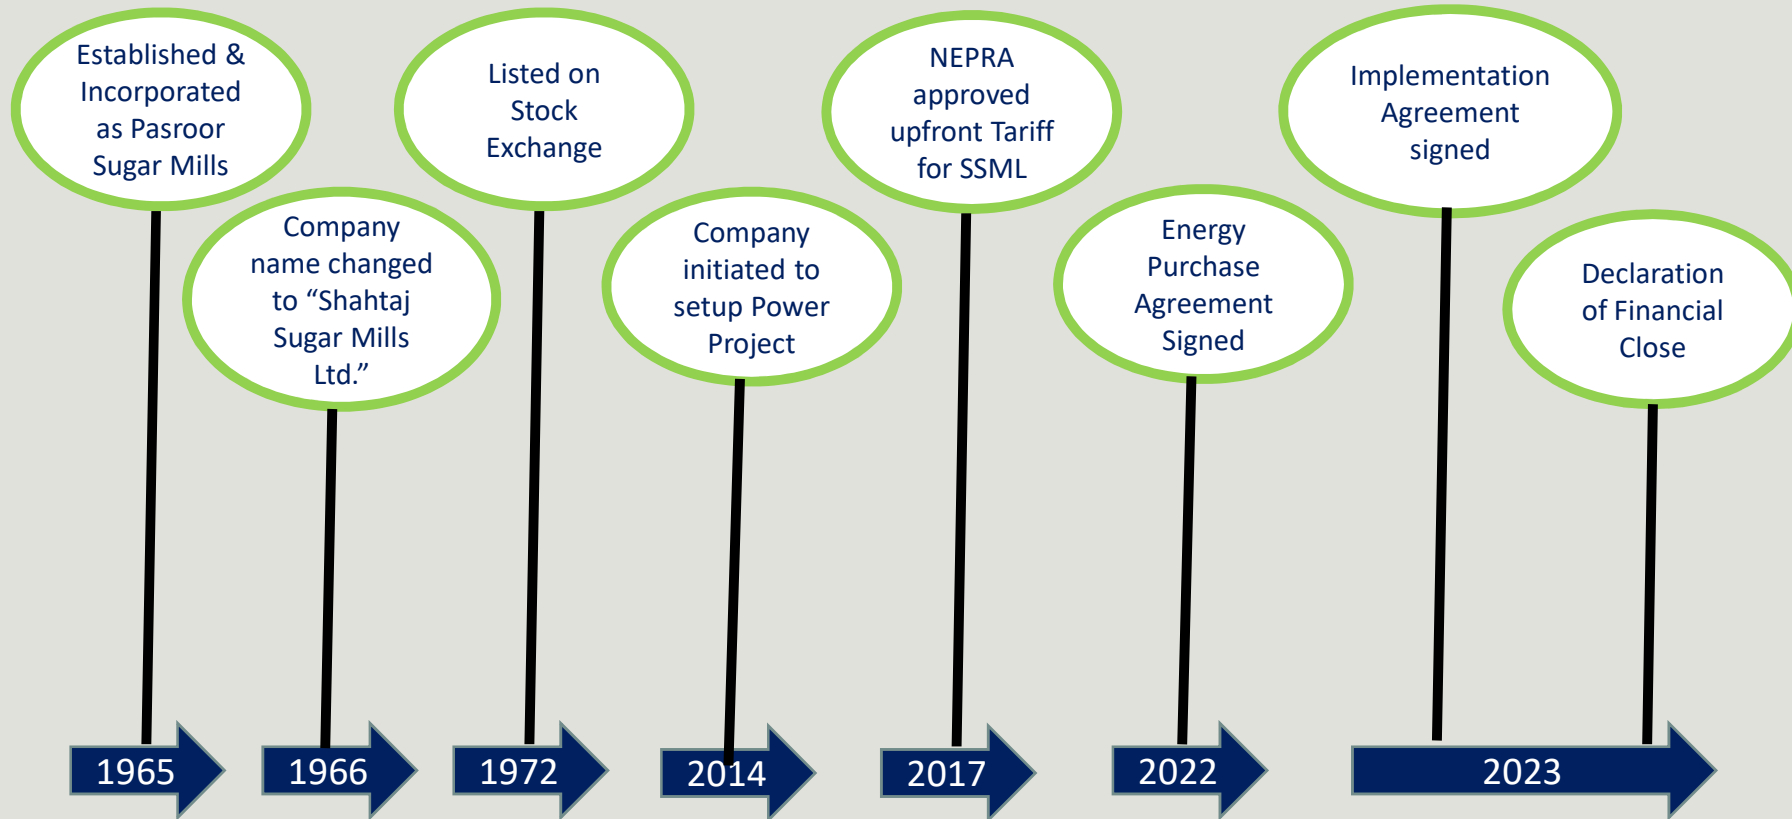 Established &
Incorporated
as Pasroor
Sugar Mills
Company
name changed
to “Shahtaj
Sugar Mills
Ltd.”
Listed on
Stock
Exchange
Company
initiated to
setup Power
Project
NEPRA
approved
upfront Tariff
for SSML
Energy
Purchase
Agreement
Signed
Implementation
Agreement
signed
Declaration
of Financial
Close
1965
1966
1972
2014
2017
2022
2023